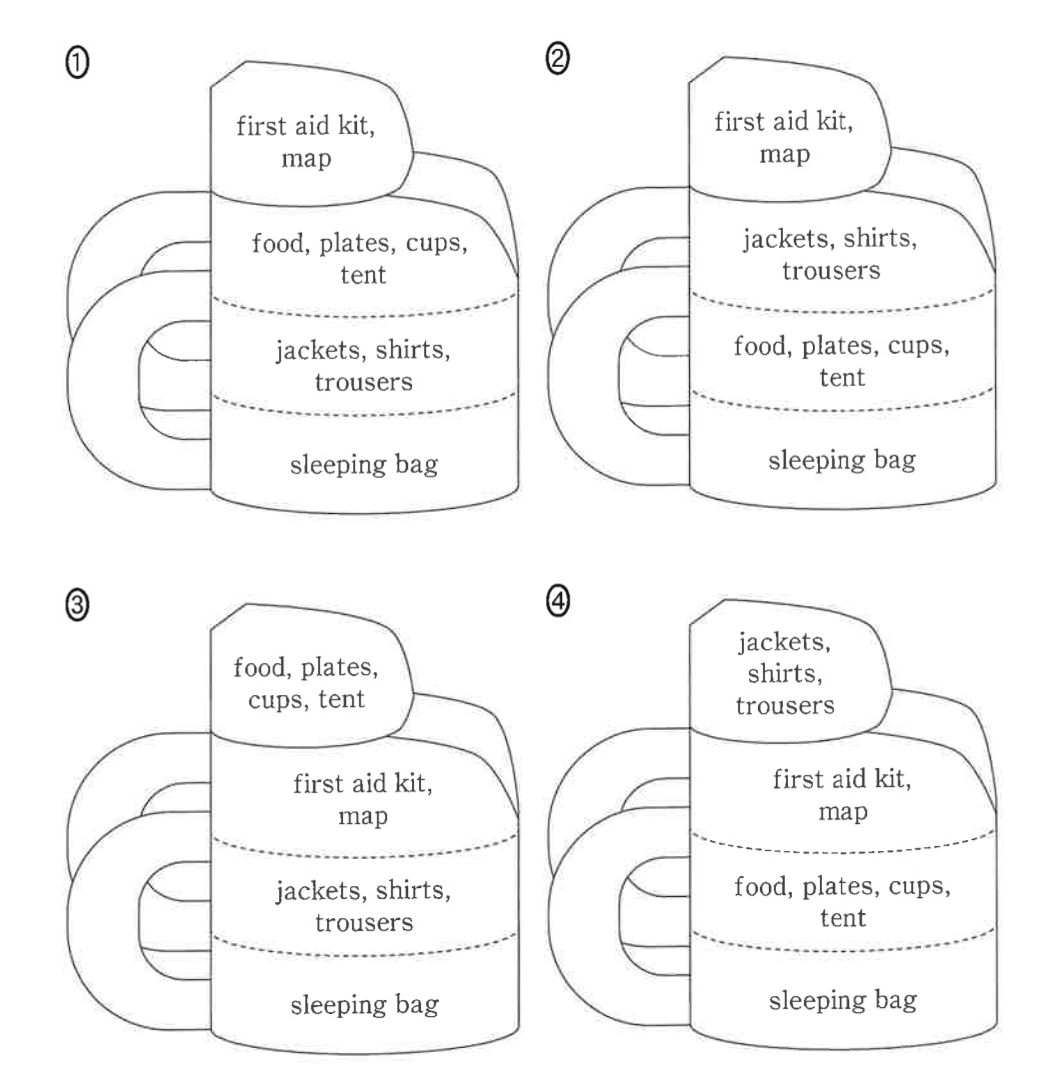 ①
first aid kit,
map
food, plates, cups,
tent
jackets, shirts,
trousers
sleeping bag
②
first aid kit,
map
jackets, shirts,
trousers
food, plates, cups,
tent
sleeping bag
③
food, plates,
cups, tent
first aid kit,
map
jackets, shirts,
trousers
sleeping bag
④
jackets,
shirts,
trousers
first aid kit,
map
food, plates, cups,
tent
sleeping bag